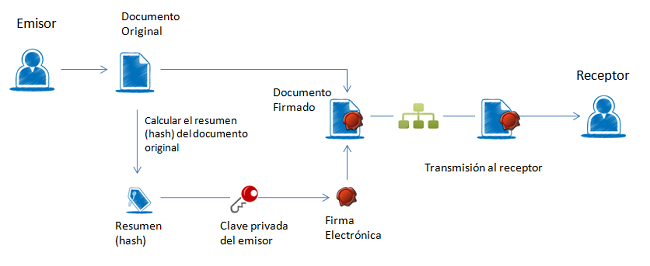 Emisor
Documento
Original
Documento
Firmado
Receptor
Calcular el resumen
(hash) del documento
original
Transmisión al receptor
Resumen
(hash)
Clave privada
del emisor
Firma
Electrónica